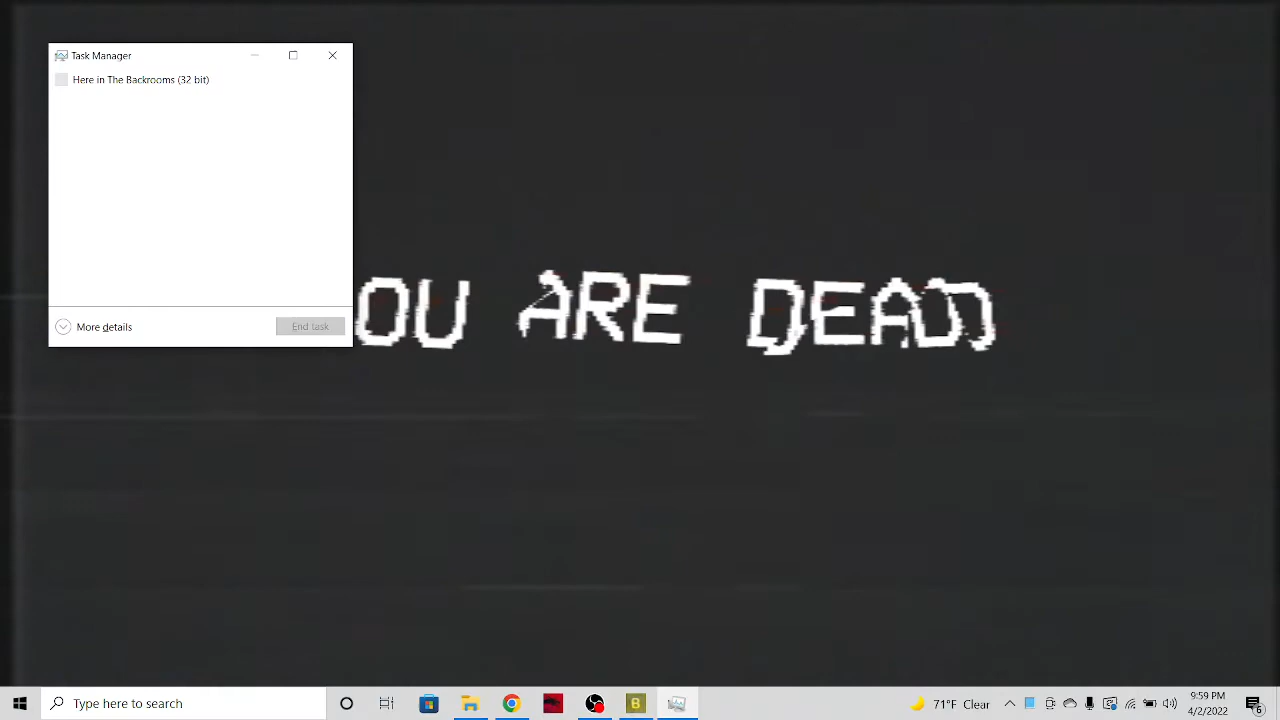 Task Manager
Here in The Backrooms (32 bit)
OU ARE DEAD
More details
End task
Type here to search
B
71°F Clear
9:59 PM
4/2/2022
6